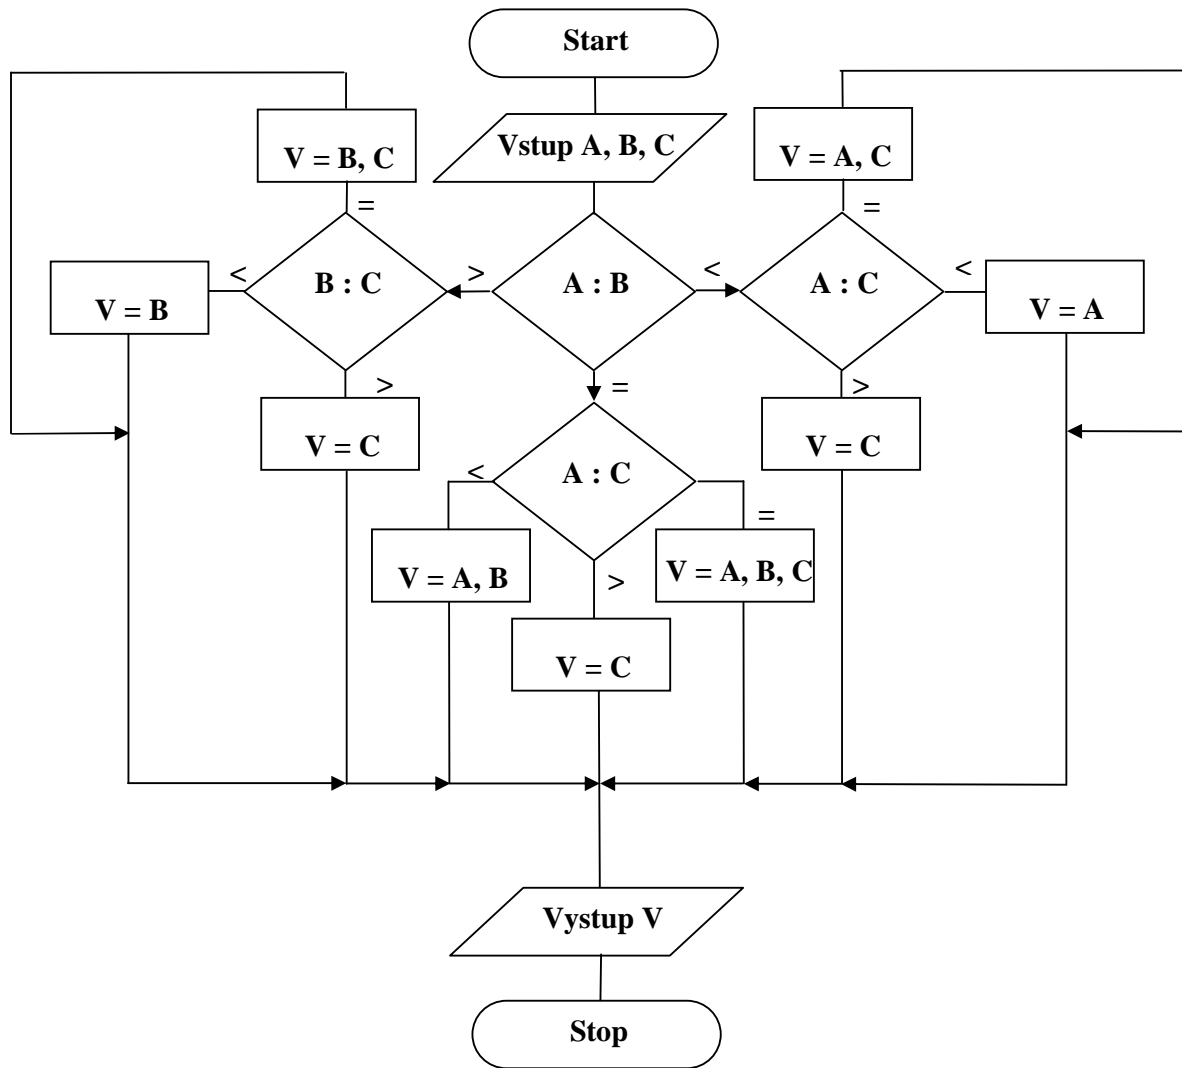 Start
Vstup A, B, C
V = B, C
V = A, C
=
=
<
B : C
>
A : B
<
A : C
<
V = B
V = A
>
=
>
V = C
V = C
<
A : C
=
V = A, B
>
V = A, B, C
V = C
Vystup V
Stop